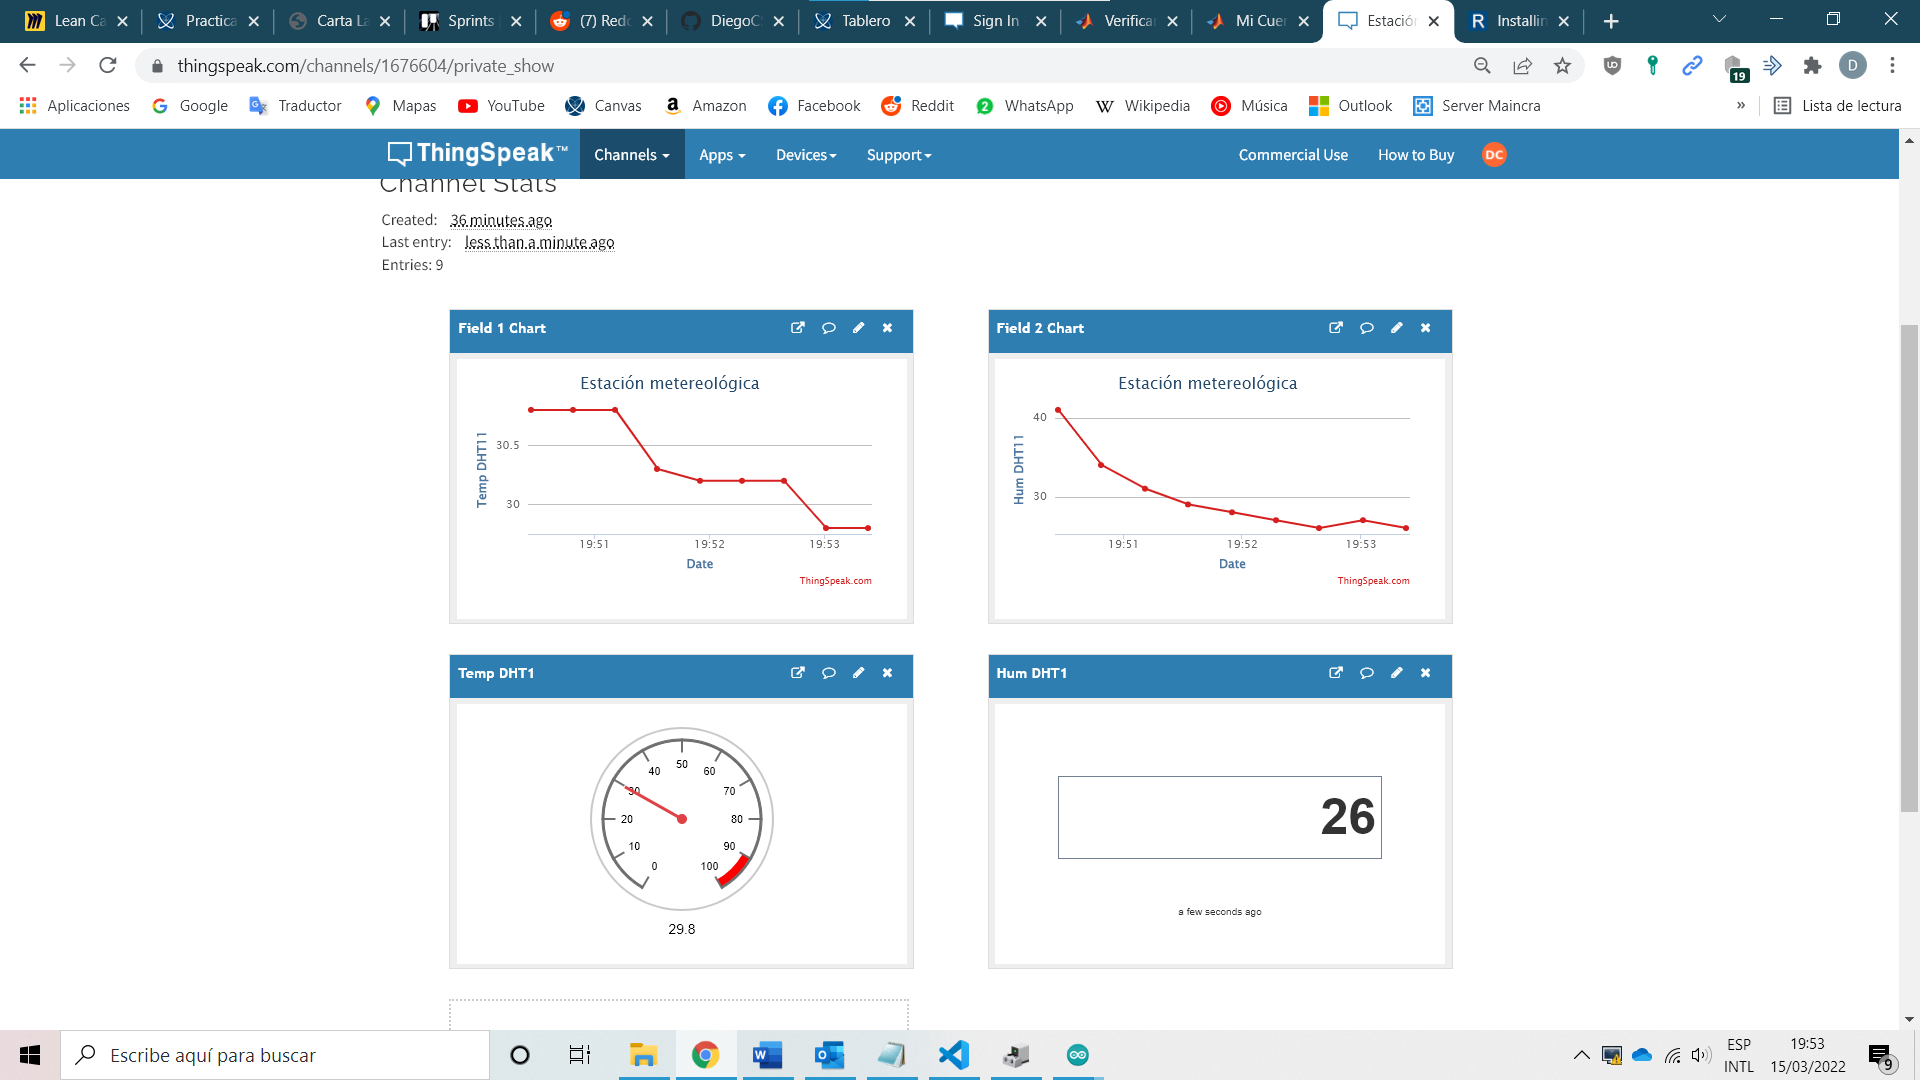 Lean Ca
Practica
Carta La
Sprints
(7) Redd
DiegoC
Tablero
Sign In
Verificar
Mi Cuer
Estación
Installin
thingspeak.com/channels/1676604/private_show
19
D
Aplicaciones
Google
Traductor
Mapas
YouTube
Canvas
Amazon
Facebook
Reddit
WhatsApp
Wikipedia
Música
Outlook
Server Maincra
»
Lista de lectura
ThingSpeak™
Channels
Apps
Devices
Support
Commercial Use
How to Buy
DC
Channel Stats
Created: 36 minutes ago
Last entry: less than a minute ago
Entries: 9
Field 1 Chart
Estación metereológica
Temp DHT11
30.5
30
19:51
19:52
19:53
Date
ThingSpeak.com
Field 2 Chart
Estación metereológica
Hum DHT11
40
30
19:51
19:52
19:53
Date
ThingSpeak.com
Temp DHT1
0
10
20
30
40
50
60
70
80
90
100
29.8
Hum DHT1
26
a few seconds ago
Escribe aquí para buscar
ESP
INTL
19:53
15/03/2022
9